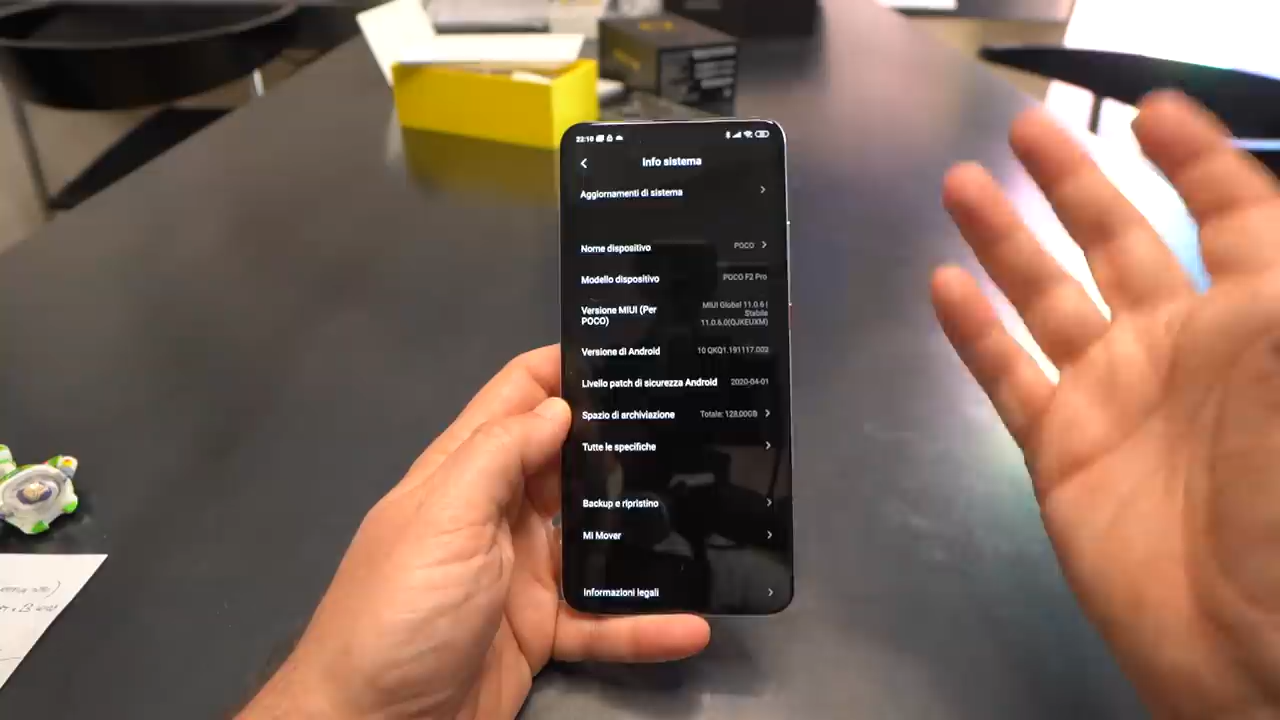 22:10
Info sistema
Aggiornamenti di sistema
Nome dispositivo POCO
Modello dispositivo POCO F2 Pro
Versione MIUI (Per POCO) MIUI Global 11.0.6 | Stabile 11.0.6.0(QJKEUXM)
Versione di Android 10 QKQ1.191117.002
Livello patch di sicurezza Android 2020-04-01
Spazio di archiviazione Totale: 128,00GB
Tutte le specifiche
Backup e ripristino
Mi Mover
Informazioni legali